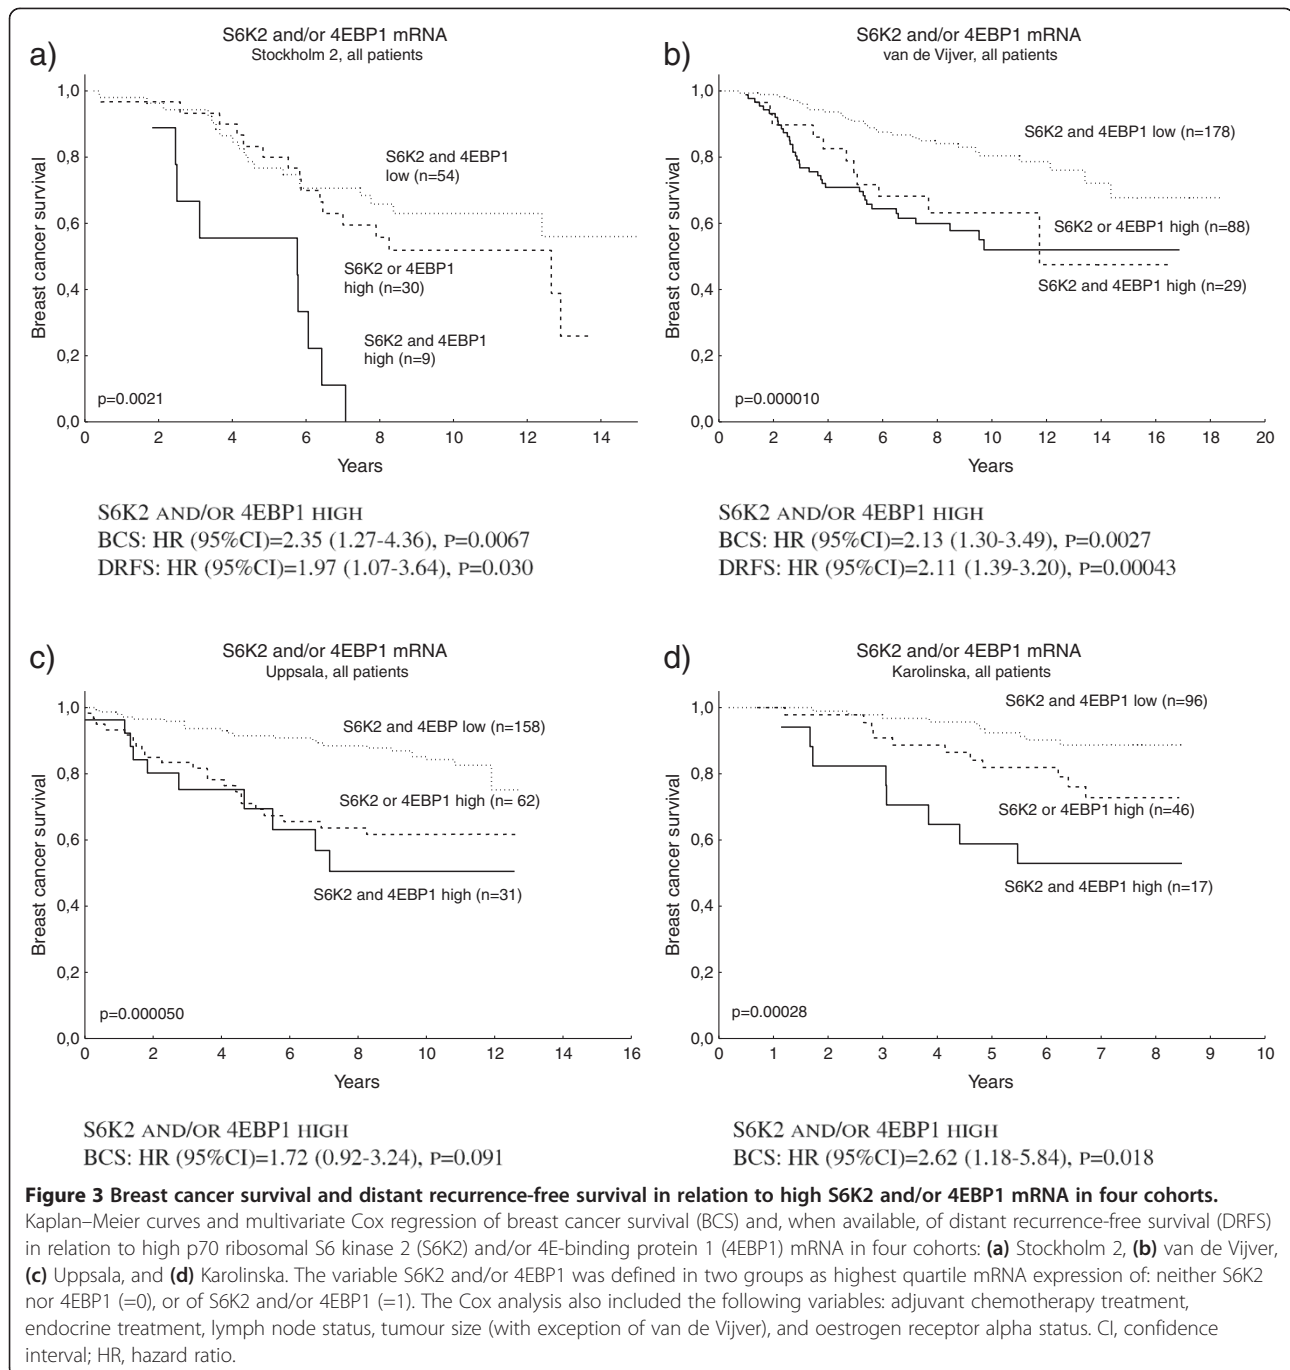 a)
S6K2 and/or 4EBP1 mRNA
Stockholm 2, all patients
1,0
0,8
0,6
0,4
0,2
0,0
Breast cancer survival
S6K2 and 4EBP1
low (n=54)
S6K2 or 4EBP1
high (n=30)
S6K2 and 4EBP1
high (n=9)
p=0.0021
0 2 4 6 8 10 12 14
Years
S6K2 AND/OR 4EBP1 HIGH
BCS: HR (95%CI)=2.35 (1.27-4.36), P=0.0067
DRFS: HR (95%CI)=1.97 (1.07-3.64), P=0.030
b)
S6K2 and/or 4EBP1 mRNA
van de Vijver, all patients
1,0
0,8
0,6
0,4
0,2
0,0
Breast cancer survival
S6K2 and 4EBP1 low (n=178)
S6K2 or 4EBP1 high (n=88)
S6K2 and 4EBP1 high (n=29)
p=0.000010
0 2 4 6 8 10 12 14 16 18 20
Years
S6K2 AND/OR 4EBP1 HIGH
BCS: HR (95%CI)=2.13 (1.30-3.49), P=0.0027
DRFS: HR (95%CI)=2.11 (1.39-3.20), P=0.00043
c)
S6K2 and/or 4EBP1 mRNA
Uppsala, all patients
1,0
0,8
0,6
0,4
0,2
0,0
Breast cancer survival
S6K2 and 4EBP low (n=158)
S6K2 or 4EBP1 high (n= 62)
S6K2 and 4EBP1 high (n=31)
p=0.000050
0 2 4 6 8 10 12 14 16
Years
S6K2 AND/OR 4EBP1 HIGH
BCS: HR (95%CI)=1.72 (0.92-3.24), P=0.091
d)
S6K2 and/or 4EBP1 mRNA
Karolinska, all patients
1,0
0,8
0,6
0,4
0,2
0,0
Breast cancer survival
S6K2 and 4EBP1 low (n=96)
S6K2 or 4EBP1 high (n=46)
S6K2 and 4EBP1 high (n=17)
p=0.00028
0 1 2 3 4 5 6 7 8 9 10
Years
S6K2 AND/OR 4EBP1 HIGH
BCS: HR (95%CI)=2.62 (1.18-5.84), P=0.018
Figure 3 Breast cancer survival and distant recurrence-free survival in relation to high S6K2 and/or 4EBP1 mRNA in four cohorts.
Kaplan–Meier curves and multivariate Cox regression of breast cancer survival (BCS) and, when available, of distant recurrence-free survival (DRFS)
in relation to high p70 ribosomal S6 kinase 2 (S6K2) and/or 4E-binding protein 1 (4EBP1) mRNA in four cohorts: (a) Stockholm 2, (b) van de Vijver,
(c) Uppsala, and (d) Karolinska. The variable S6K2 and/or 4EBP1 was defined in two groups as highest quartile mRNA expression of: neither S6K2
nor 4EBP1 (=0), or of S6K2 and/or 4EBP1 (=1). The Cox analysis also included the following variables: adjuvant chemotherapy treatment,
endocrine treatment, lymph node status, tumour size (with exception of van de Vijver), and oestrogen receptor alpha status. CI, confidence
interval; HR, hazard ratio.